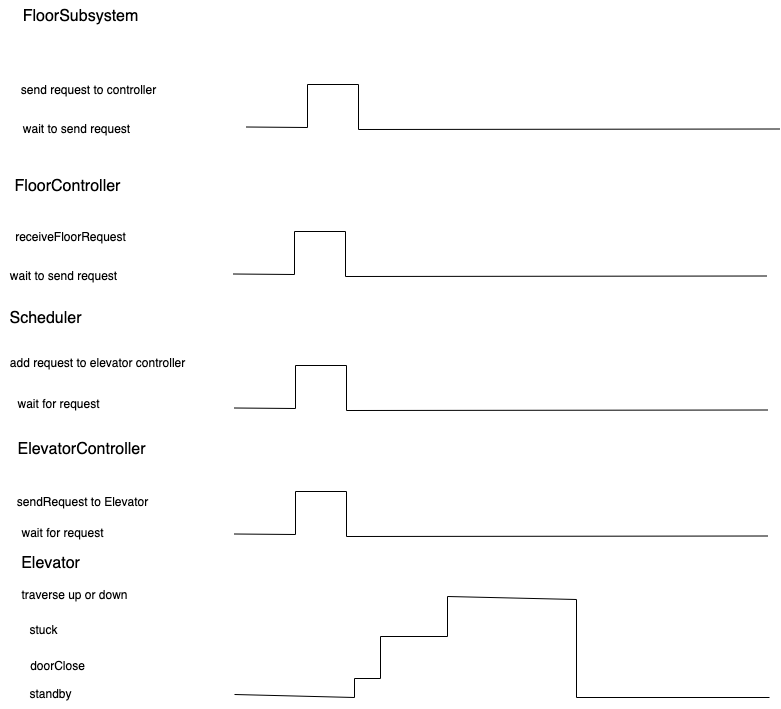 FloorSubsystem
send request to controller
wait to send request
FloorController
receiveFloorRequest
wait to send request
Scheduler
add request to elevator controller
wait for request
ElevatorController
sendRequest to Elevator
wait for request
Elevator
traverse up or down
stuck
doorClose
standby